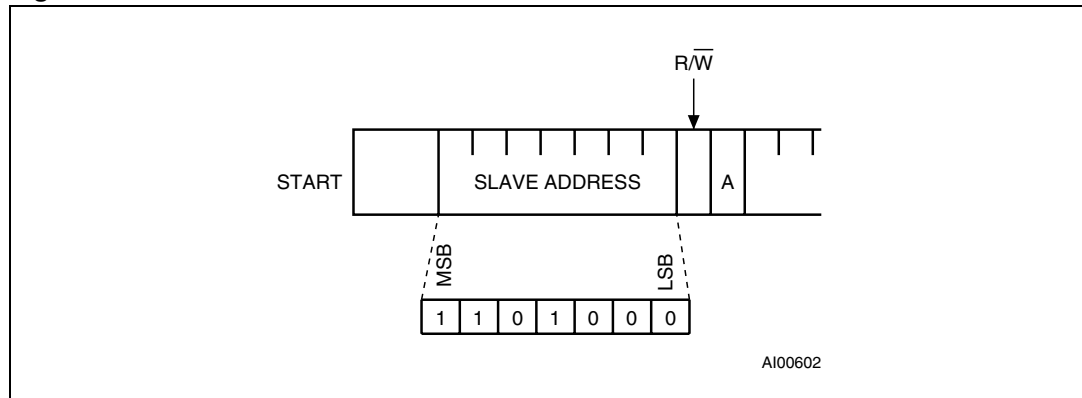 R/W̅
START
SLAVE ADDRESS
A
MSB
LSB
1 1 0 1 0 0 0
AI00602